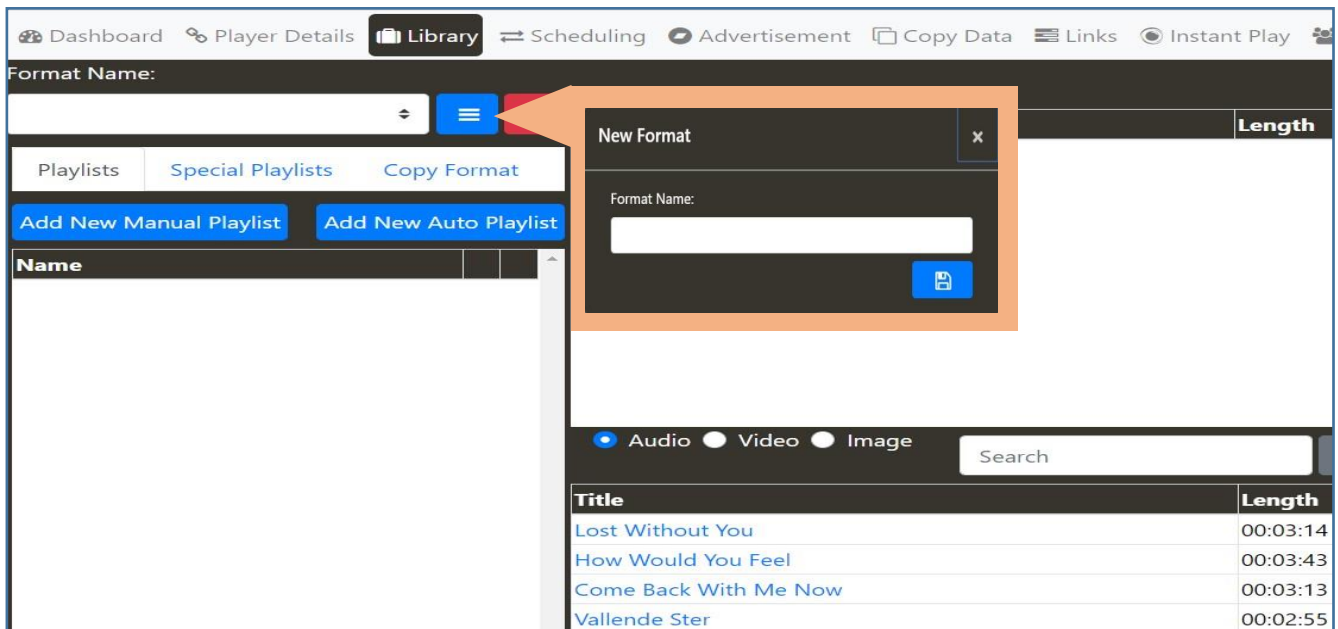 Dashboard Player Details Library Scheduling Advertisement Copy Data Links Instant Play
Format Name:
Playlists Special Playlists Copy Format
Add New Manual Playlist Add New Auto Playlist
Name
New Format x
Format Name:
Length
Audio Video Image Search
Title Length
Lost Without You 00:03:14
How Would You Feel 00:03:43
Come Back With Me Now 00:03:13
Vallende Ster 00:02:55